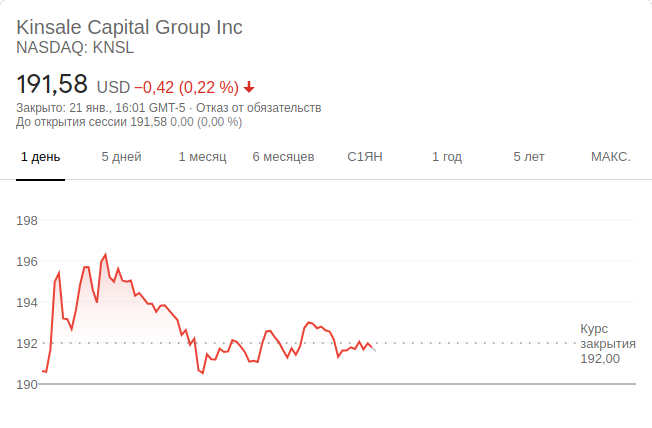 Kinsale Capital Group Inc
NASDAQ: KNSL
191,58 USD −0,42 (0,22 %)
Закрыто: 21 янв., 16:01 GMT-5 · Отказ от обязательств
До открытия сессии 191,58 0,00 (0,00 %)
1 день 5 дней 1 месяц 6 месяцев С1ЯН 1 год 5 лет МАКС.
198
196
194
192
190
Курс
закрытия
192,00